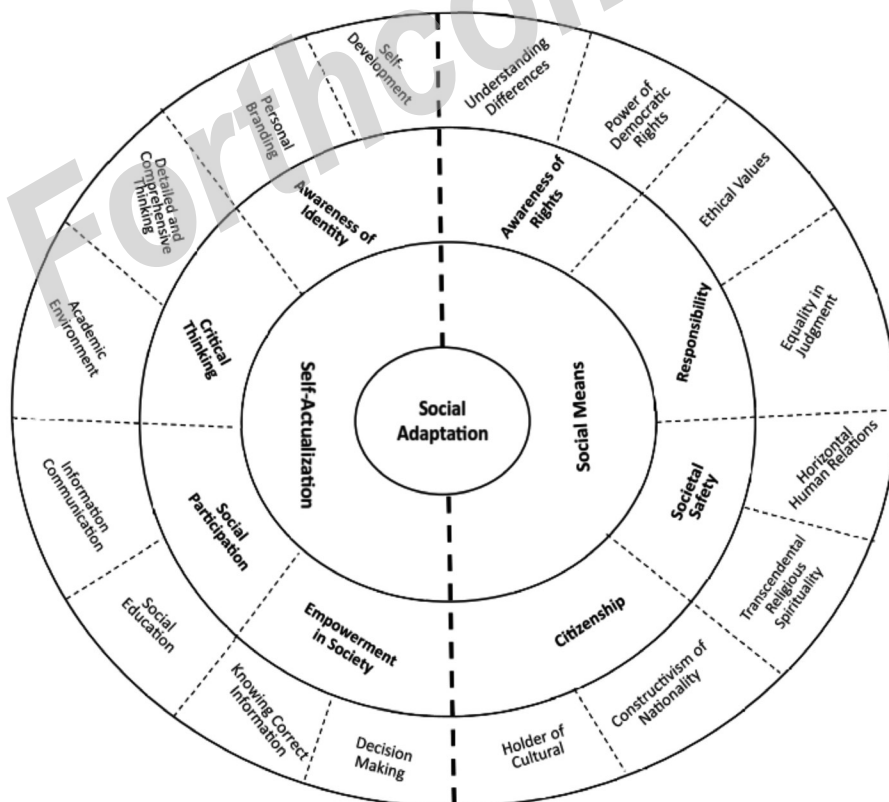 Forthcom
Self-
Development
Understanding
Differences
Personal
Branding
Power of
Democratic
Rights
Detailed and
Comprehensive
Thinking
Ethical Values
Academic
Environment
Equality in
Judgment
Awareness of
Identity
Awareness of
Rights
Critical
Thinking
Responsibility
Self-Actualization
Social
Adaptation
Social Means
Information
Communication
Social
Participation
Societal
Safety
Horizontal
Human Relations
Social
Education
Empowerment
in Society
Citizenship
Transcendental
Religious
Spirituality
Knowing Correct
Information
Decision
Making
Holder of
Cultural
Constructivism of
Nationality